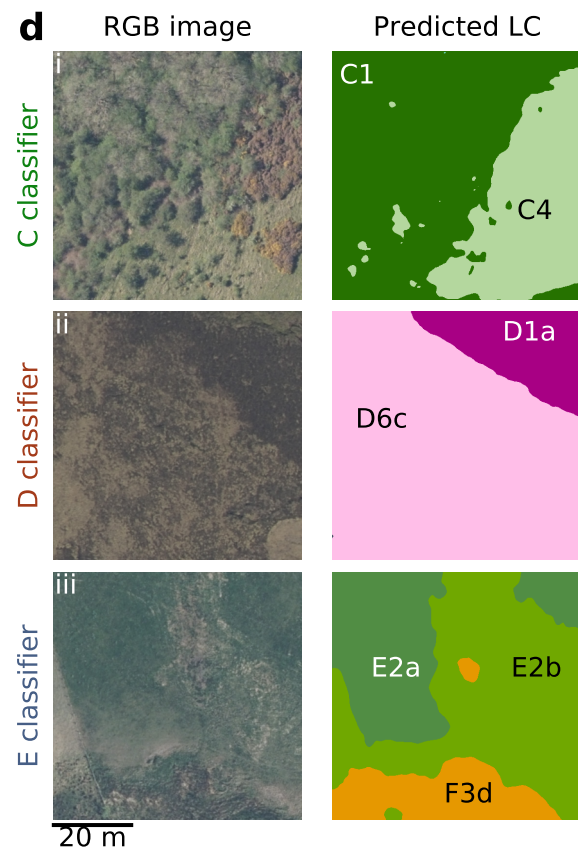 d
RGB image
Predicted LC
C classifier
i
C1
C4
D classifier
ii
D1a
D6c
E classifier
iii
E2a
E2b
F3d
20 m